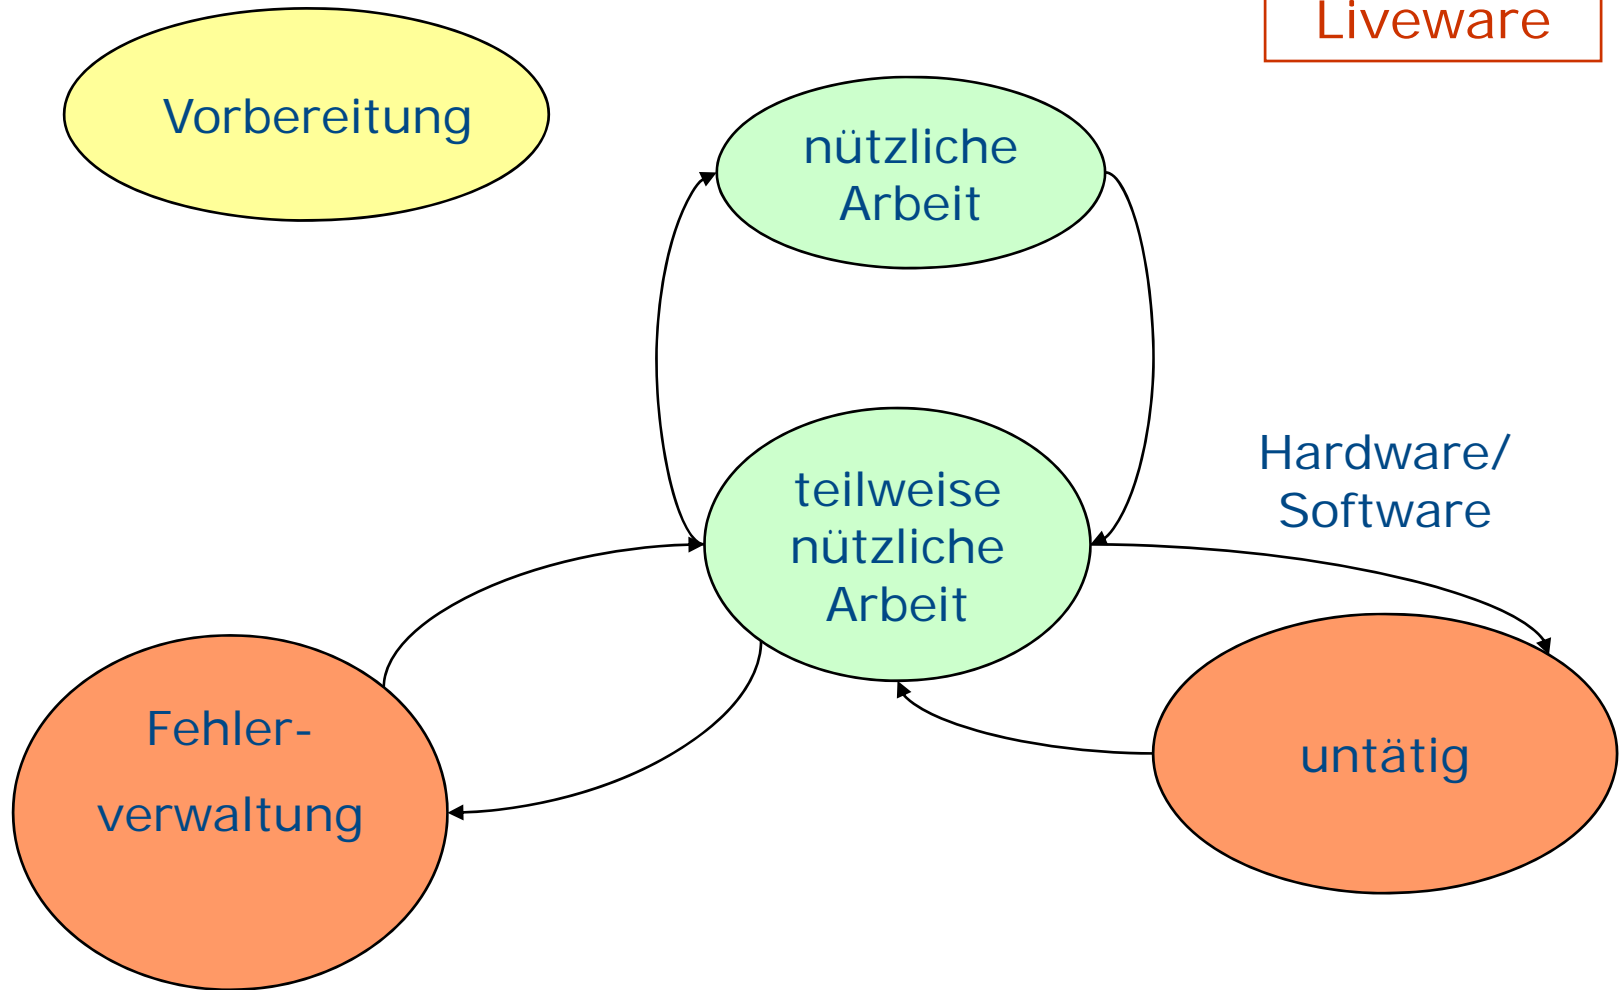 Liveware
Vorbereitung
nützliche
Arbeit
teilweise
nützliche
Arbeit
Hardware/
Software
Fehler-
verwaltung
untätig